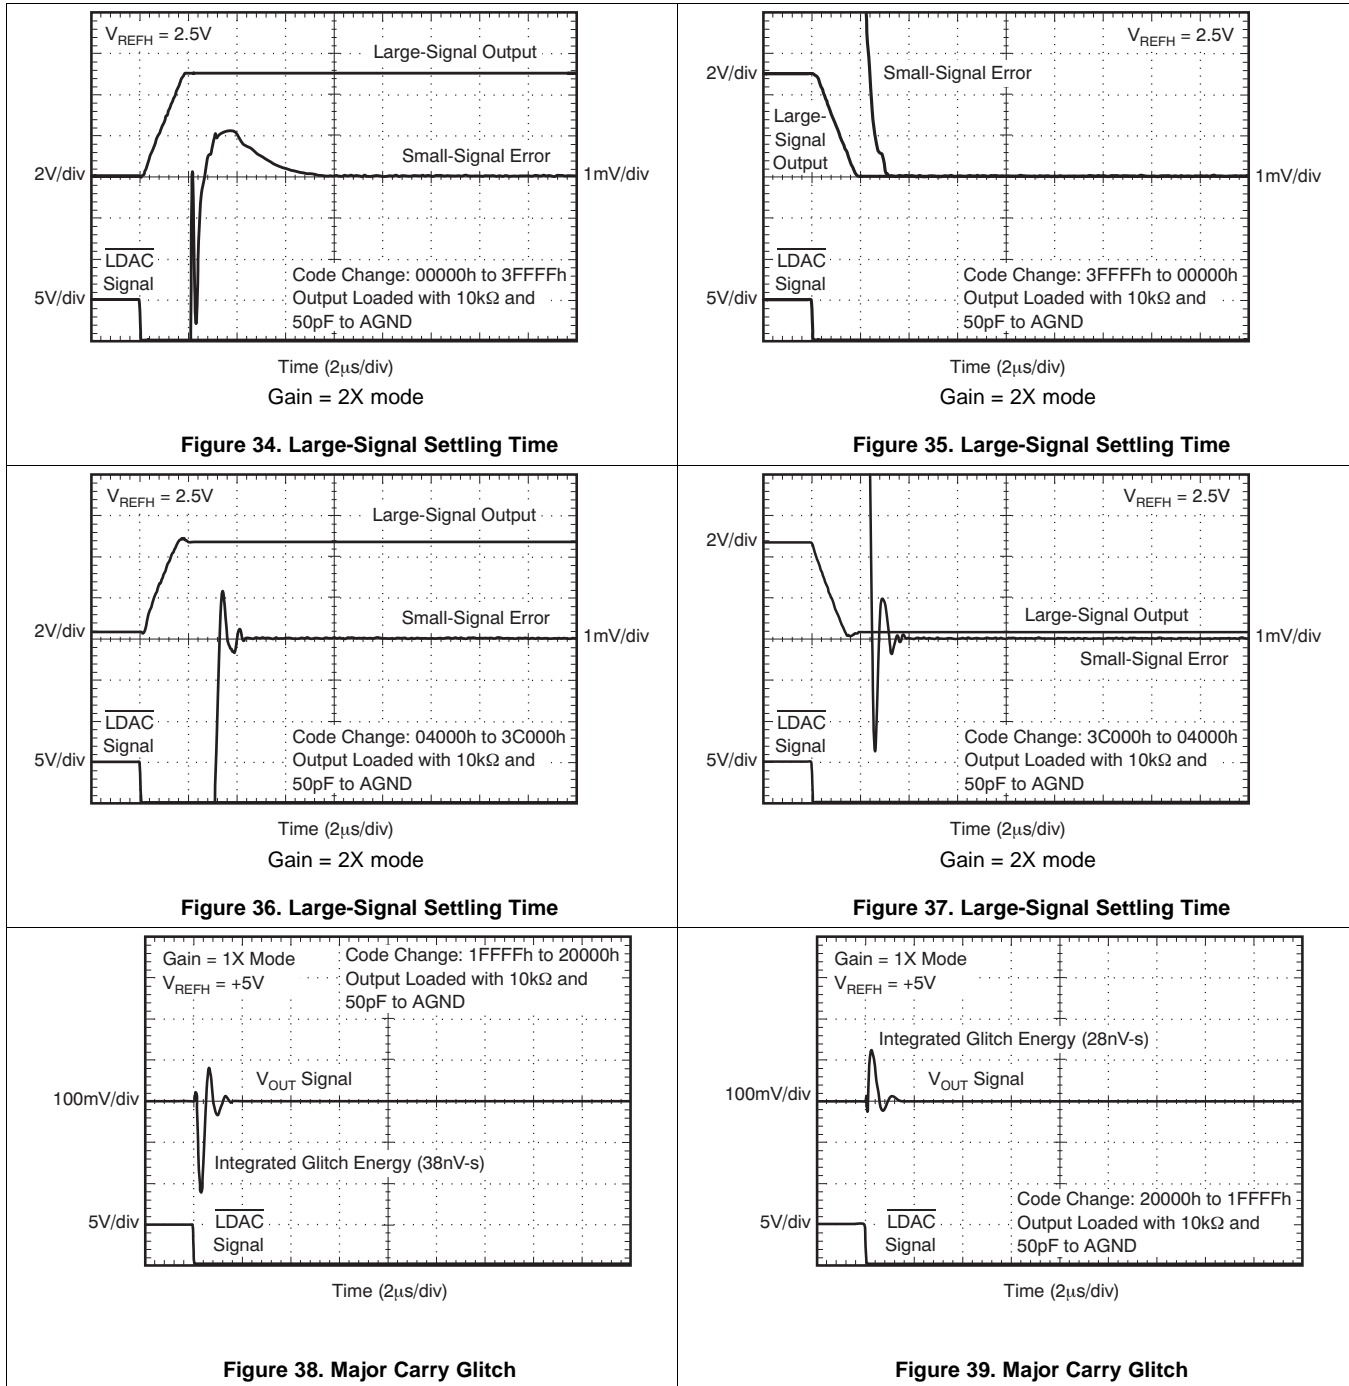 V_REFH = 2.5V
Large-Signal Output
Small-Signal Error
2V/div
1mV/div
LDAC
Signal
5V/div
Code Change: 00000h to 3FFFFh
Output Loaded with 10kΩ and
50pF to AGND
Time (2μs/div)
Gain = 2X mode
Figure 34. Large-Signal Settling Time
V_REFH = 2.5V
2V/div
Small-Signal Error
Large-
Signal
Output
1mV/div
LDAC
Signal
5V/div
Code Change: 3FFFFh to 00000h
Output Loaded with 10kΩ and
50pF to AGND
Time (2μs/div)
Gain = 2X mode
Figure 35. Large-Signal Settling Time
V_REFH = 2.5V
Large-Signal Output
Small-Signal Error
2V/div
1mV/div
LDAC
Signal
5V/div
Code Change: 04000h to 3C000h
Output Loaded with 10kΩ and
50pF to AGND
Time (2μs/div)
Gain = 2X mode
Figure 36. Large-Signal Settling Time
V_REFH = 2.5V
2V/div
Large-Signal Output
1mV/div
Small-Signal Error
LDAC
Signal
5V/div
Code Change: 3C000h to 04000h
Output Loaded with 10kΩ and
50pF to AGND
Time (2μs/div)
Gain = 2X mode
Figure 37. Large-Signal Settling Time
Gain = 1X Mode
V_REFH = +5V
Code Change: 1FFFFh to 20000h
Output Loaded with 10kΩ and
50pF to AGND
V_OUT Signal
100mV/div
Integrated Glitch Energy (38nV-s)
5V/div
LDAC
Signal
Time (2μs/div)
Figure 38. Major Carry Glitch
Gain = 1X Mode
V_REFH = +5V
Integrated Glitch Energy (28nV-s)
V_OUT Signal
100mV/div
5V/div
LDAC
Signal
Code Change: 20000h to 1FFFFh
Output Loaded with 10kΩ and
50pF to AGND
Time (2μs/div)
Figure 39. Major Carry Glitch